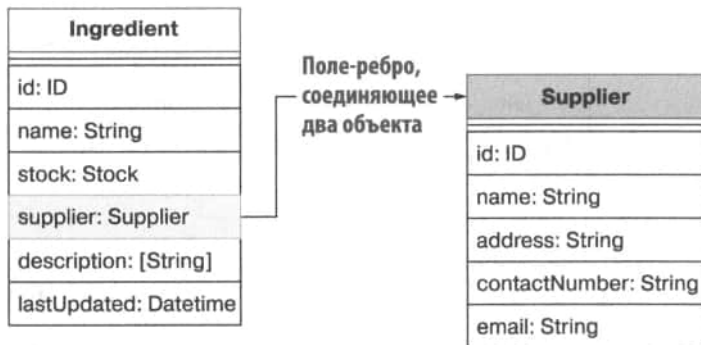 Ingredient
id: ID
name: String
stock: Stock
supplier: Supplier
description: [String]
lastUpdated: Datetime
Поле-ребро,
соединяющее
два объекта
Supplier
id: ID
name: String
address: String
contactNumber: String
email: String